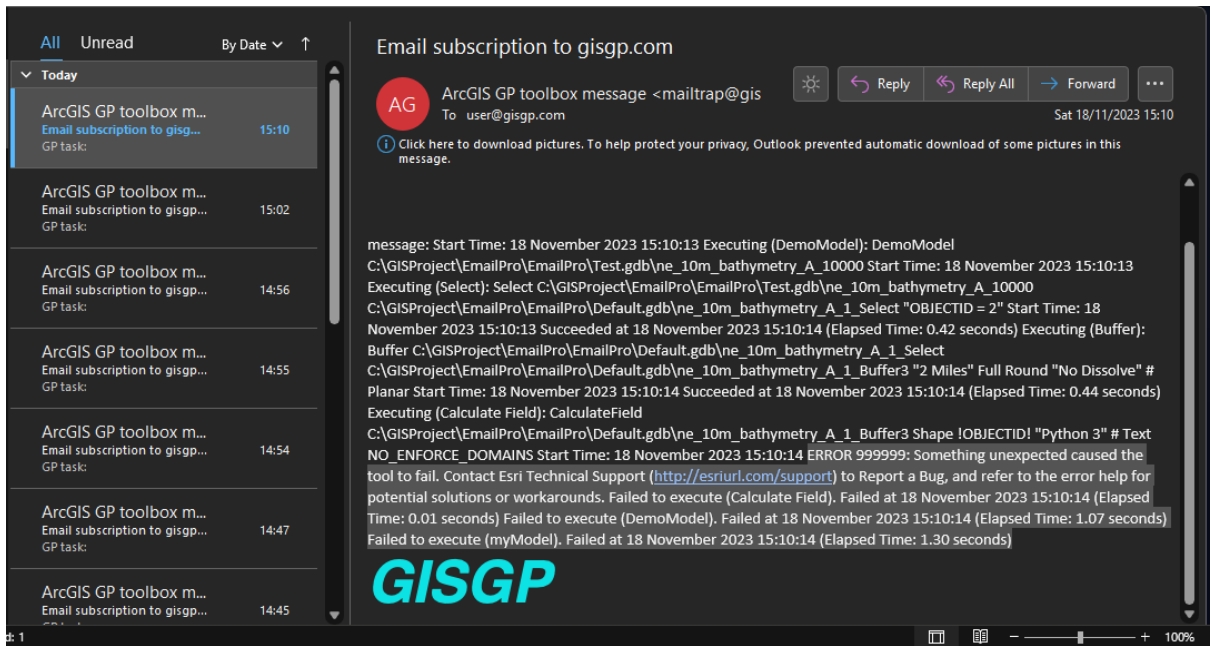 All Unread By Date ↑
Today
ArcGIS GP toolbox m...
Email subscription to gisg... 15:10
GP task:
ArcGIS GP toolbox m...
Email subscription to gisgp... 15:02
GP task:
ArcGIS GP toolbox m...
Email subscription to gisgp... 14:56
GP task:
ArcGIS GP toolbox m...
Email subscription to gisgp... 14:55
GP task:
ArcGIS GP toolbox m...
Email subscription to gisgp... 14:54
GP task:
ArcGIS GP toolbox m...
Email subscription to gisgp... 14:47
GP task:
ArcGIS GP toolbox m...
Email subscription to gisgp... 14:45
Email subscription to gisgp.com
AG
ArcGIS GP toolbox message <mailtrap@gis
Reply Reply All Forward ...
To user@gisgp.com
Sat 18/11/2023 15:10
Click here to download pictures. To help protect your privacy, Outlook prevented automatic download of some pictures in this
message.
message: Start Time: 18 November 2023 15:10:13 Executing (DemoModel): DemoModel
C:\GISProject\EmailPro\EmailPro\Test.gdb\ne_10m_bathymetry_A_10000 Start Time: 18 November 2023 15:10:13
Executing (Select): Select C:\GISProject\EmailPro\EmailPro\Test.gdb\ne_10m_bathymetry_A_10000
C:\GISProject\EmailPro\EmailPro\Default.gdb\ne_10m_bathymetry_A_1_Select "OBJECTID = 2" Start Time: 18
November 2023 15:10:13 Succeeded at 18 November 2023 15:10:14 (Elapsed Time: 0.42 seconds) Executing (Buffer):
Buffer C:\GISProject\EmailPro\EmailPro\Default.gdb\ne_10m_bathymetry_A_1_Select
C:\GISProject\EmailPro\EmailPro\Default.gdb\ne_10m_bathymetry_A_1_Buffer3 "2 Miles" Full Round "No Dissolve" #
Planar Start Time: 18 November 2023 15:10:14 Succeeded at 18 November 2023 15:10:14 (Elapsed Time: 0.44 seconds)
Executing (Calculate Field): CalculateField
C:\GISProject\EmailPro\EmailPro\Default.gdb\ne_10m_bathymetry_A_1_Buffer3 Shape !OBJECTID! "Python 3" # Text
NO_ENFORCE_DOMAINS Start Time: 18 November 2023 15:10:14 ERROR 999999: Something unexpected caused the
tool to fail. Contact Esri Technical Support (http://esriurl.com/support) to Report a Bug, and refer to the error help for
potential solutions or workarounds. Failed to execute (Calculate Field). Failed at 18 November 2023 15:10:14 (Elapsed
Time: 0.01 seconds) Failed to execute (DemoModel). Failed at 18 November 2023 15:10:14 (Elapsed Time: 1.07 seconds)
Failed to execute (myModel). Failed at 18 November 2023 15:10:14 (Elapsed Time: 1.30 seconds)
GISGP
d: 1
100%